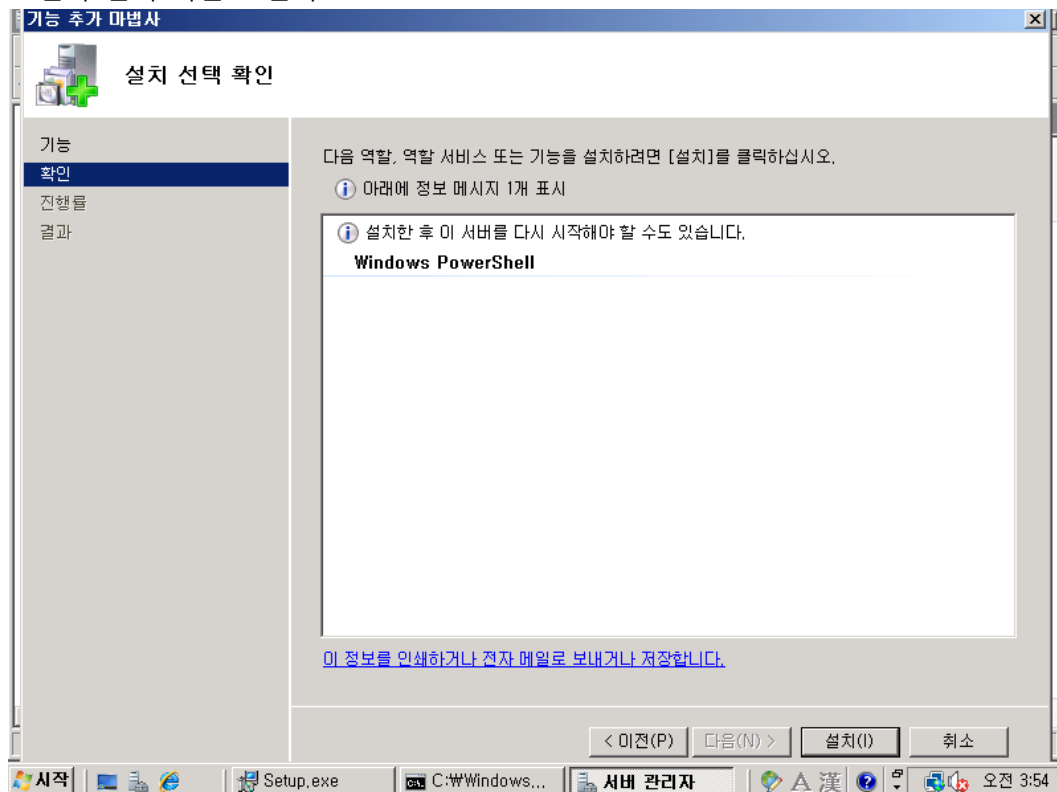 기능 추가 마법사
설치 선택 확인
기능
확인
진행률
결과
다음 역할, 역할 서비스 또는 기능을 설치하려면 [설치]를 클릭하십시오.
아래에 정보 메시지 1개 표시
설치한 후 이 서버를 다시 시작해야 할 수도 있습니다.
Windows PowerShell
이 정보를 인쇄하거나 전자 메일로 보내거나 저장합니다.
< 이전(P) 다음(N) > 설치(I) 취소
시작 Setup.exe C:\Windows... 서버 관리자 A 漢 오전 3:54